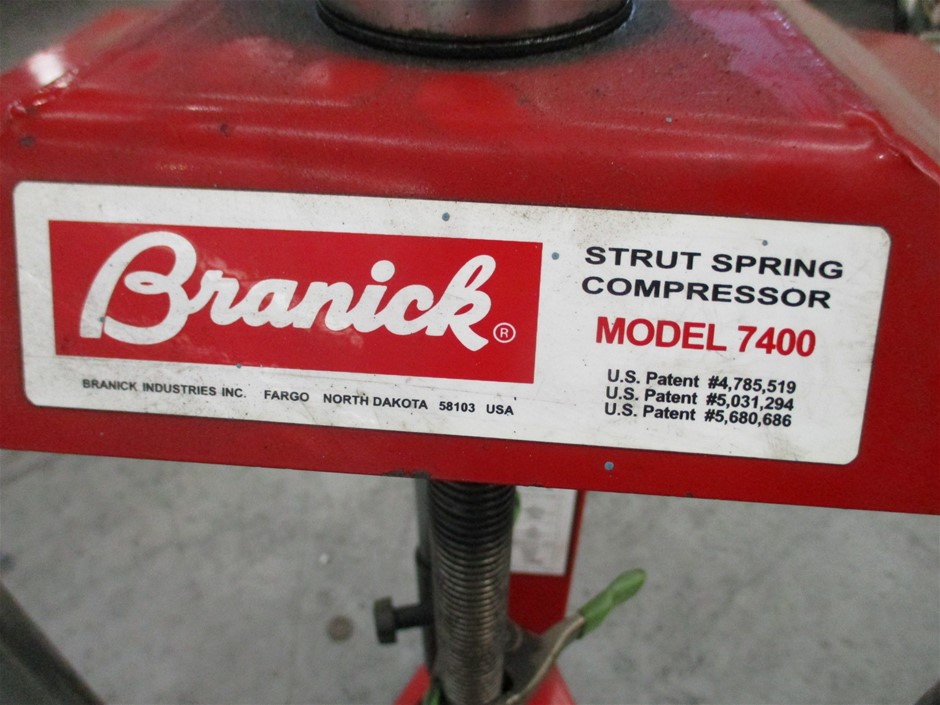 Branick®
STRUT SPRING
COMPRESSOR
MODEL 7400
U.S. Patent #4,785,519
U.S. Patent #5,031,294
U.S. Patent #5,680,686
BRANICK INDUSTRIES INC. FARGO NORTH DAKOTA 58103 USA